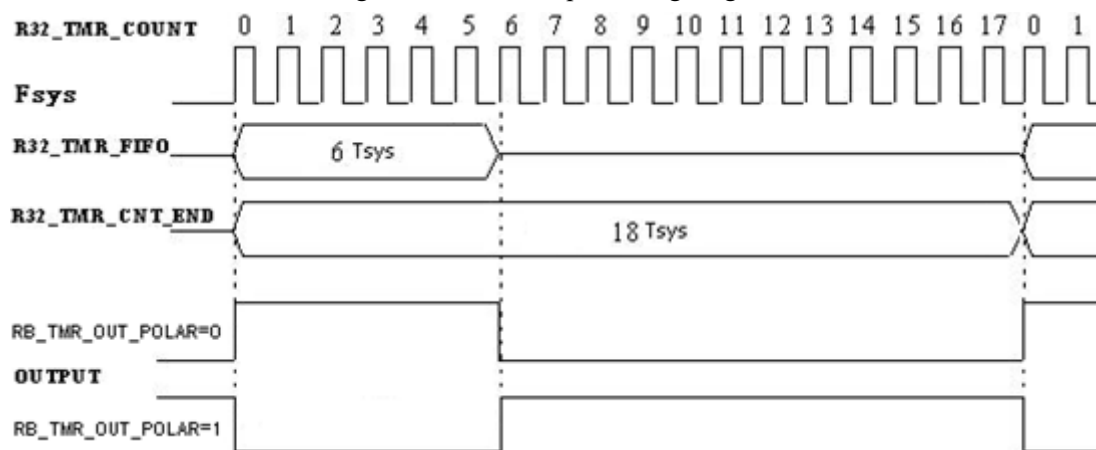 R32_TMR_COUNT 0 1 2 3 4 5 6 7 8 9 10 11 12 13 14 15 16 17 0 1
Fsys
R32_TMR_FIFO 6 Tsys
R32_TMR_CNT_END 18 Tsys
RB_TMR_OUT_POLAR=0
OUTPUT
RB_TMR_OUT_POLAR=1